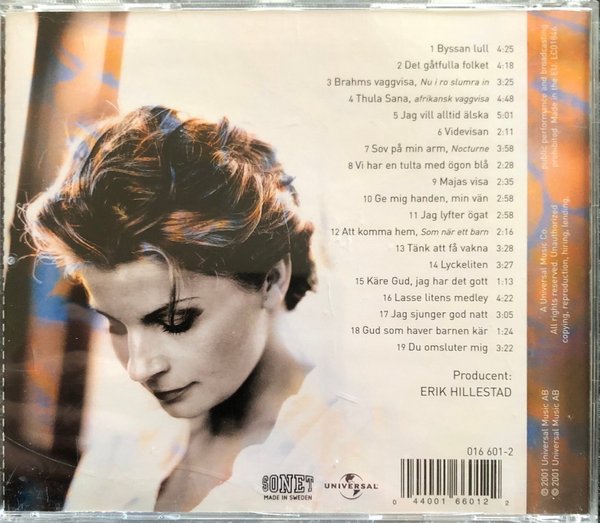 1 Byssan lull 4:25
2 Det gåtfulla folket 4:18
3 Brahms vaggvisa, Nu i ro slumra in 3:25
4 Thula Sana, afrikansk vaggvisa 4:48
5 Jag vill alltid älska 5:01
6 Videvisan 2:11
7 Sov på min arm, Nocturne 3:58
8 Vi har en tulta med ögon blå 2:28
9 Majas visa 2:35
10 Ge mig handen, min vän 2:58
11 Jag lyfter ögat 2:58
12 Att komma hem, Som när ett barn 2:16
13 Tänk att få vakna 3:28
14 Lyckeliten 3:27
15 Käre Gud, jag har det gott 1:13
16 Lasse litens medley 4:22
17 Jag sjunger god natt 3:05
18 Gud som haver barnen kär 1:24
19 Du omsluter mig 3:22
Producent:
ERIK HILLESTAD
016 601-2
SONET
MADE IN SWEDEN
UNIVERSAL
0 44001 66012 2
℗ 2001 Universal Music AB
© 2001 Universal Music AB
A Universal Music Co.
All rights reserved. Unauthorized
copying, reproduction, hiring, lending,
public performance and broadcasting
prohibited. Made in the EU. LC01846